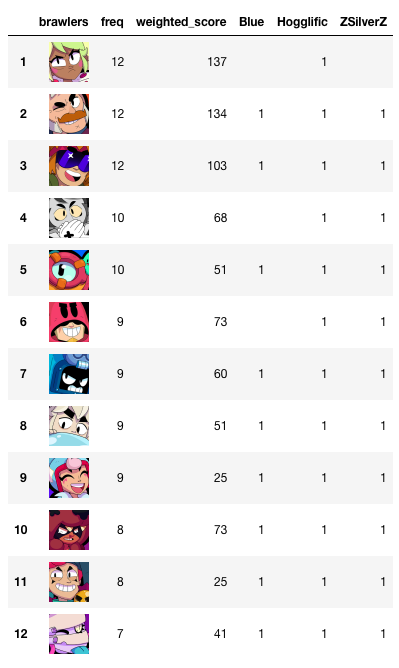 brawlers freq weighted_score Blue Hogglific ZSilverZ
1 12 137 1
2 12 134 1 1 1
3 12 103 1 1 1
4 10 68 1 1
5 10 51 1 1 1
6 9 73 1 1
7 9 60 1 1 1
8 9 51 1 1 1
9 9 25 1 1 1
10 8 73 1 1 1
11 8 25 1 1 1
12 7 41 1 1 1